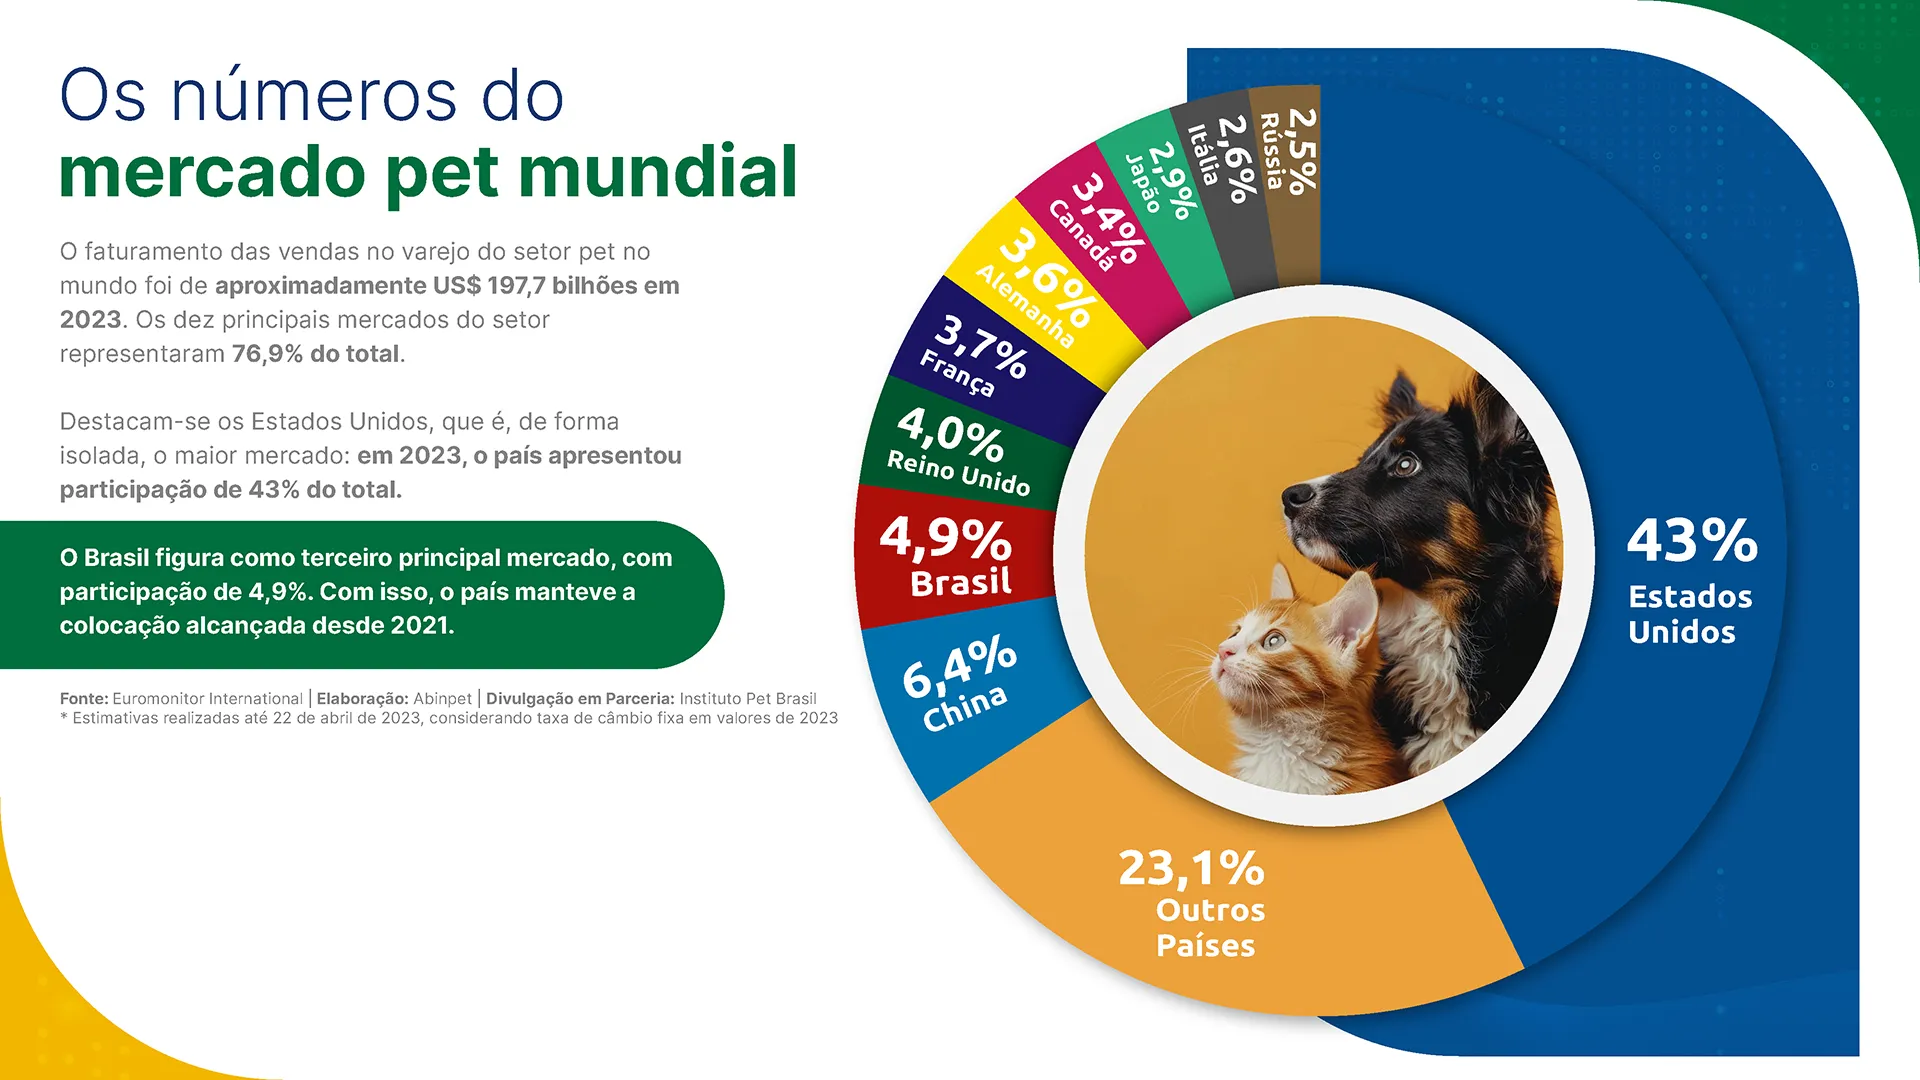 Os números do
mercado pet mundial
O faturamento das vendas no varejo do setor pet no
mundo foi de aproximadamente US$ 197,7 bilhões em
2023. Os dez principais mercados do setor
representaram 76,9% do total.
Destacam-se os Estados Unidos, que é, de forma
isolada, o maior mercado: em 2023, o país apresentou
participação de 43% do total.
O Brasil figura como terceiro principal mercado, com
participação de 4,9%. Com isso, o país manteve a
colocação alcançada desde 2021.
Fonte: Euromonitor International | Elaboração: Abinpet | Divulgação em Parceria: Instituto Pet Brasil
* Estimativas realizadas até 22 de abril de 2023, considerando taxa de câmbio fixa em valores de 2023
2,5%
Rússia
2,6%
Itália
2,9%
Japão
3,4%
Canadá
3,6%
Alemanha
3,7%
França
4,0%
Reino Unido
4,9%
Brasil
6,4%
China
23,1%
Outros
Países
43%
Estados
Unidos